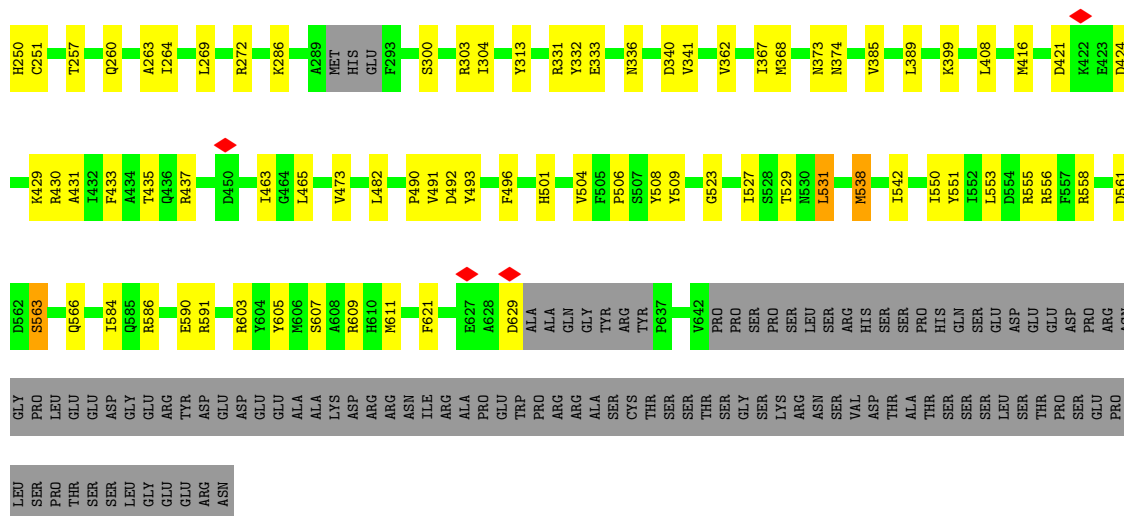 H250 C251 T257 Q260 A263 I264 L269 R272 K286 A289 MET HIS GLU F293 S300 R303 I304 Y313 R331 Y332 E333 N336 D340 V341 V362 I367 M368 N373 N374 V385 L389 K399 L408 M416 D421 K422 E423 D424
K429 R430 A431 I432 F433 A434 T435 Q436 R437 D450 I463 G464 L465 V473 L482 P490 V491 D492 Y493 F496 H501 V504 F505 P506 S507 Y508 Y509 G523 I527 S528 T529 N530 L531 M538 I542 I550 Y551 I552 L553 D554 R555 R556 F557 R558 D561
D562 S563 Q566 I584 Q585 R586 E590 R591 R603 Y604 Y605 M606 S607 A608 R609 H610 M611 F621 E627 A628 D629 ALA ALA GLN GLY TYR ARG TYR P637 V642 PRO PRO SER PRO SER LEU SER ARG HIS SER SER PRO HIS GLN SER GLU ASP GLU GLU ASP PRO ARG ASN
GLY PRO LEU GLU GLU ASP GLY GLU ARG TYR ASP GLU ASP GLU GLU ALA ALA LYS ASP ARG ARG ASN ILE ARG ALA PRO GLU TRP PRO ARG ARG ALA SER CYS THR SER SER THR SER GLY SER LYS ARG ASN SER VAL ASP THR ALA THR SER SER SER LEU SER THR PRO SER GLU PRO
LEU SER PRO THR SER SER LEU GLY GLU GLU ARG ASN